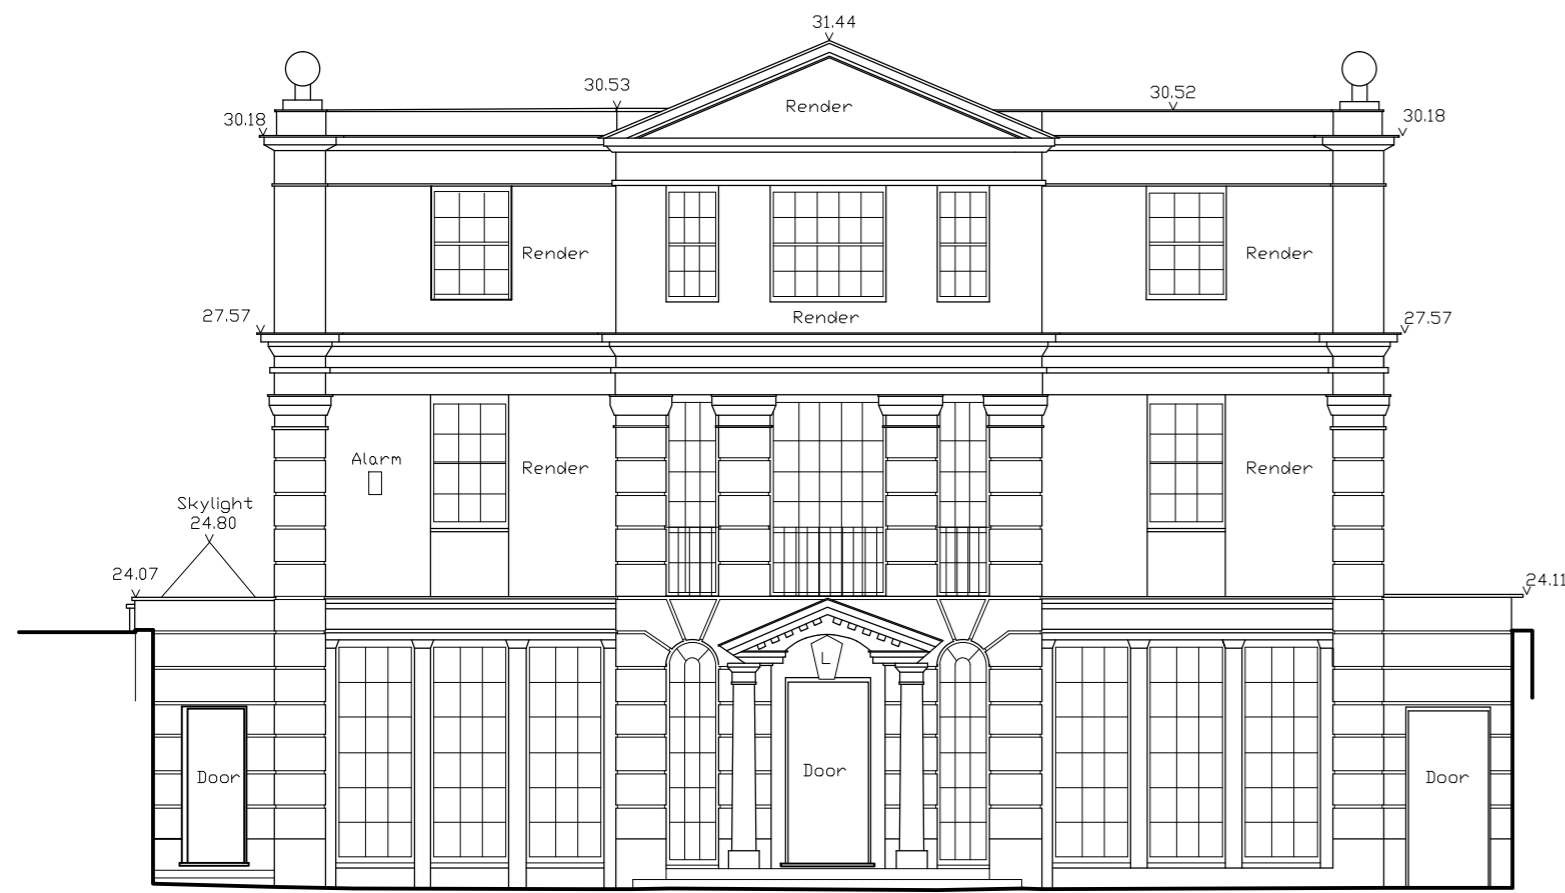 31.44
30.53
Render
30.52
30.18
30.18
Render
Render
27.57
Render
27.57
Alarm
Render
Render
Skylight
24.80
24.07
24.11
L
Door
Door
Door